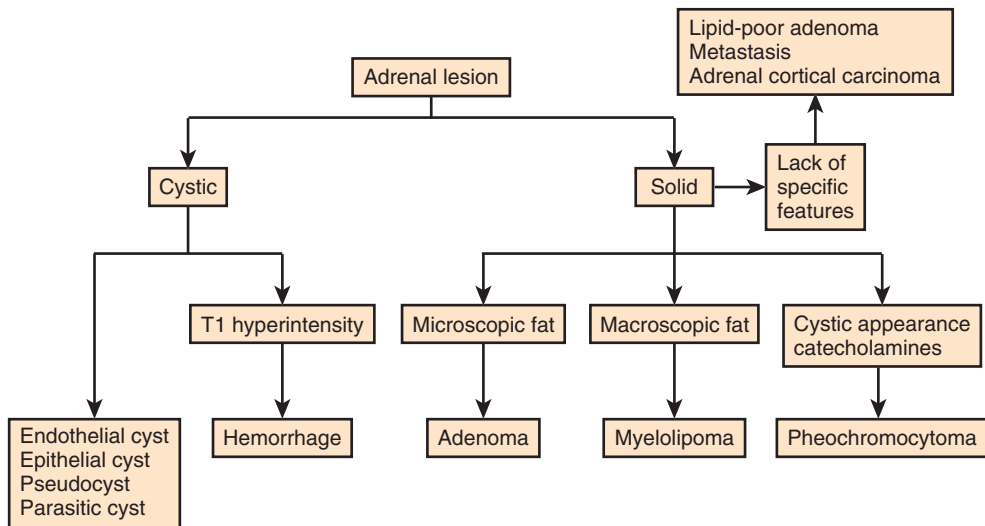 Adrenal lesion
Lipid-poor adenoma
Metastasis
Adrenal cortical carcinoma
Cystic
Solid
Lack of
specific
features
T1 hyperintensity
Microscopic fat
Macroscopic fat
Cystic appearance
catecholamines
Endothelial cyst
Epithelial cyst
Pseudocyst
Parasitic cyst
Hemorrhage
Adenoma
Myelolipoma
Pheochromocytoma